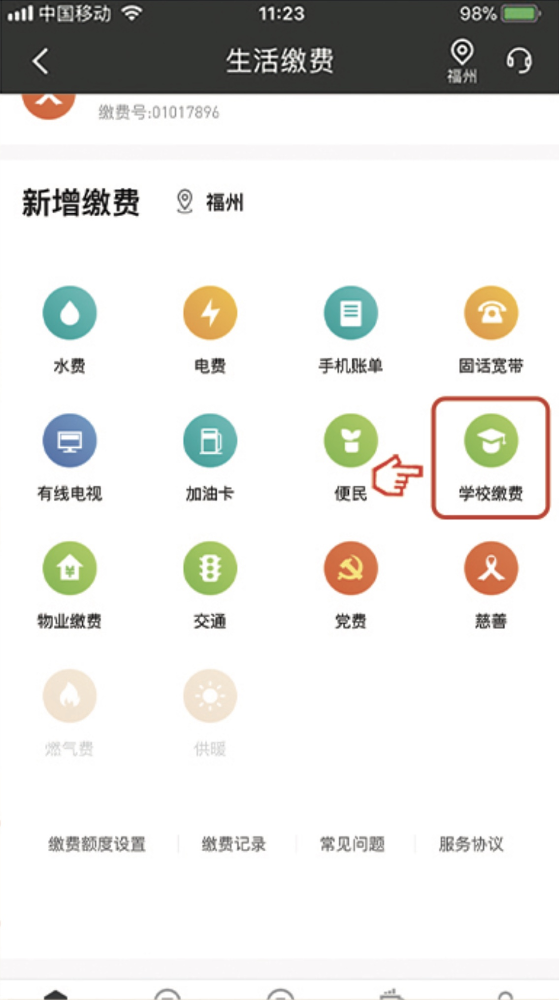 中国移动 11:23 98%
生活缴费
福州
缴费号:01017896
新增缴费 福州
水费 电费 手机账单 固话宽带
有线电视 加油卡 便民 学校缴费
¥
物业缴费 交通 党费 慈善
燃气费 供暖
缴费额度设置 缴费记录 常见问题 服务协议